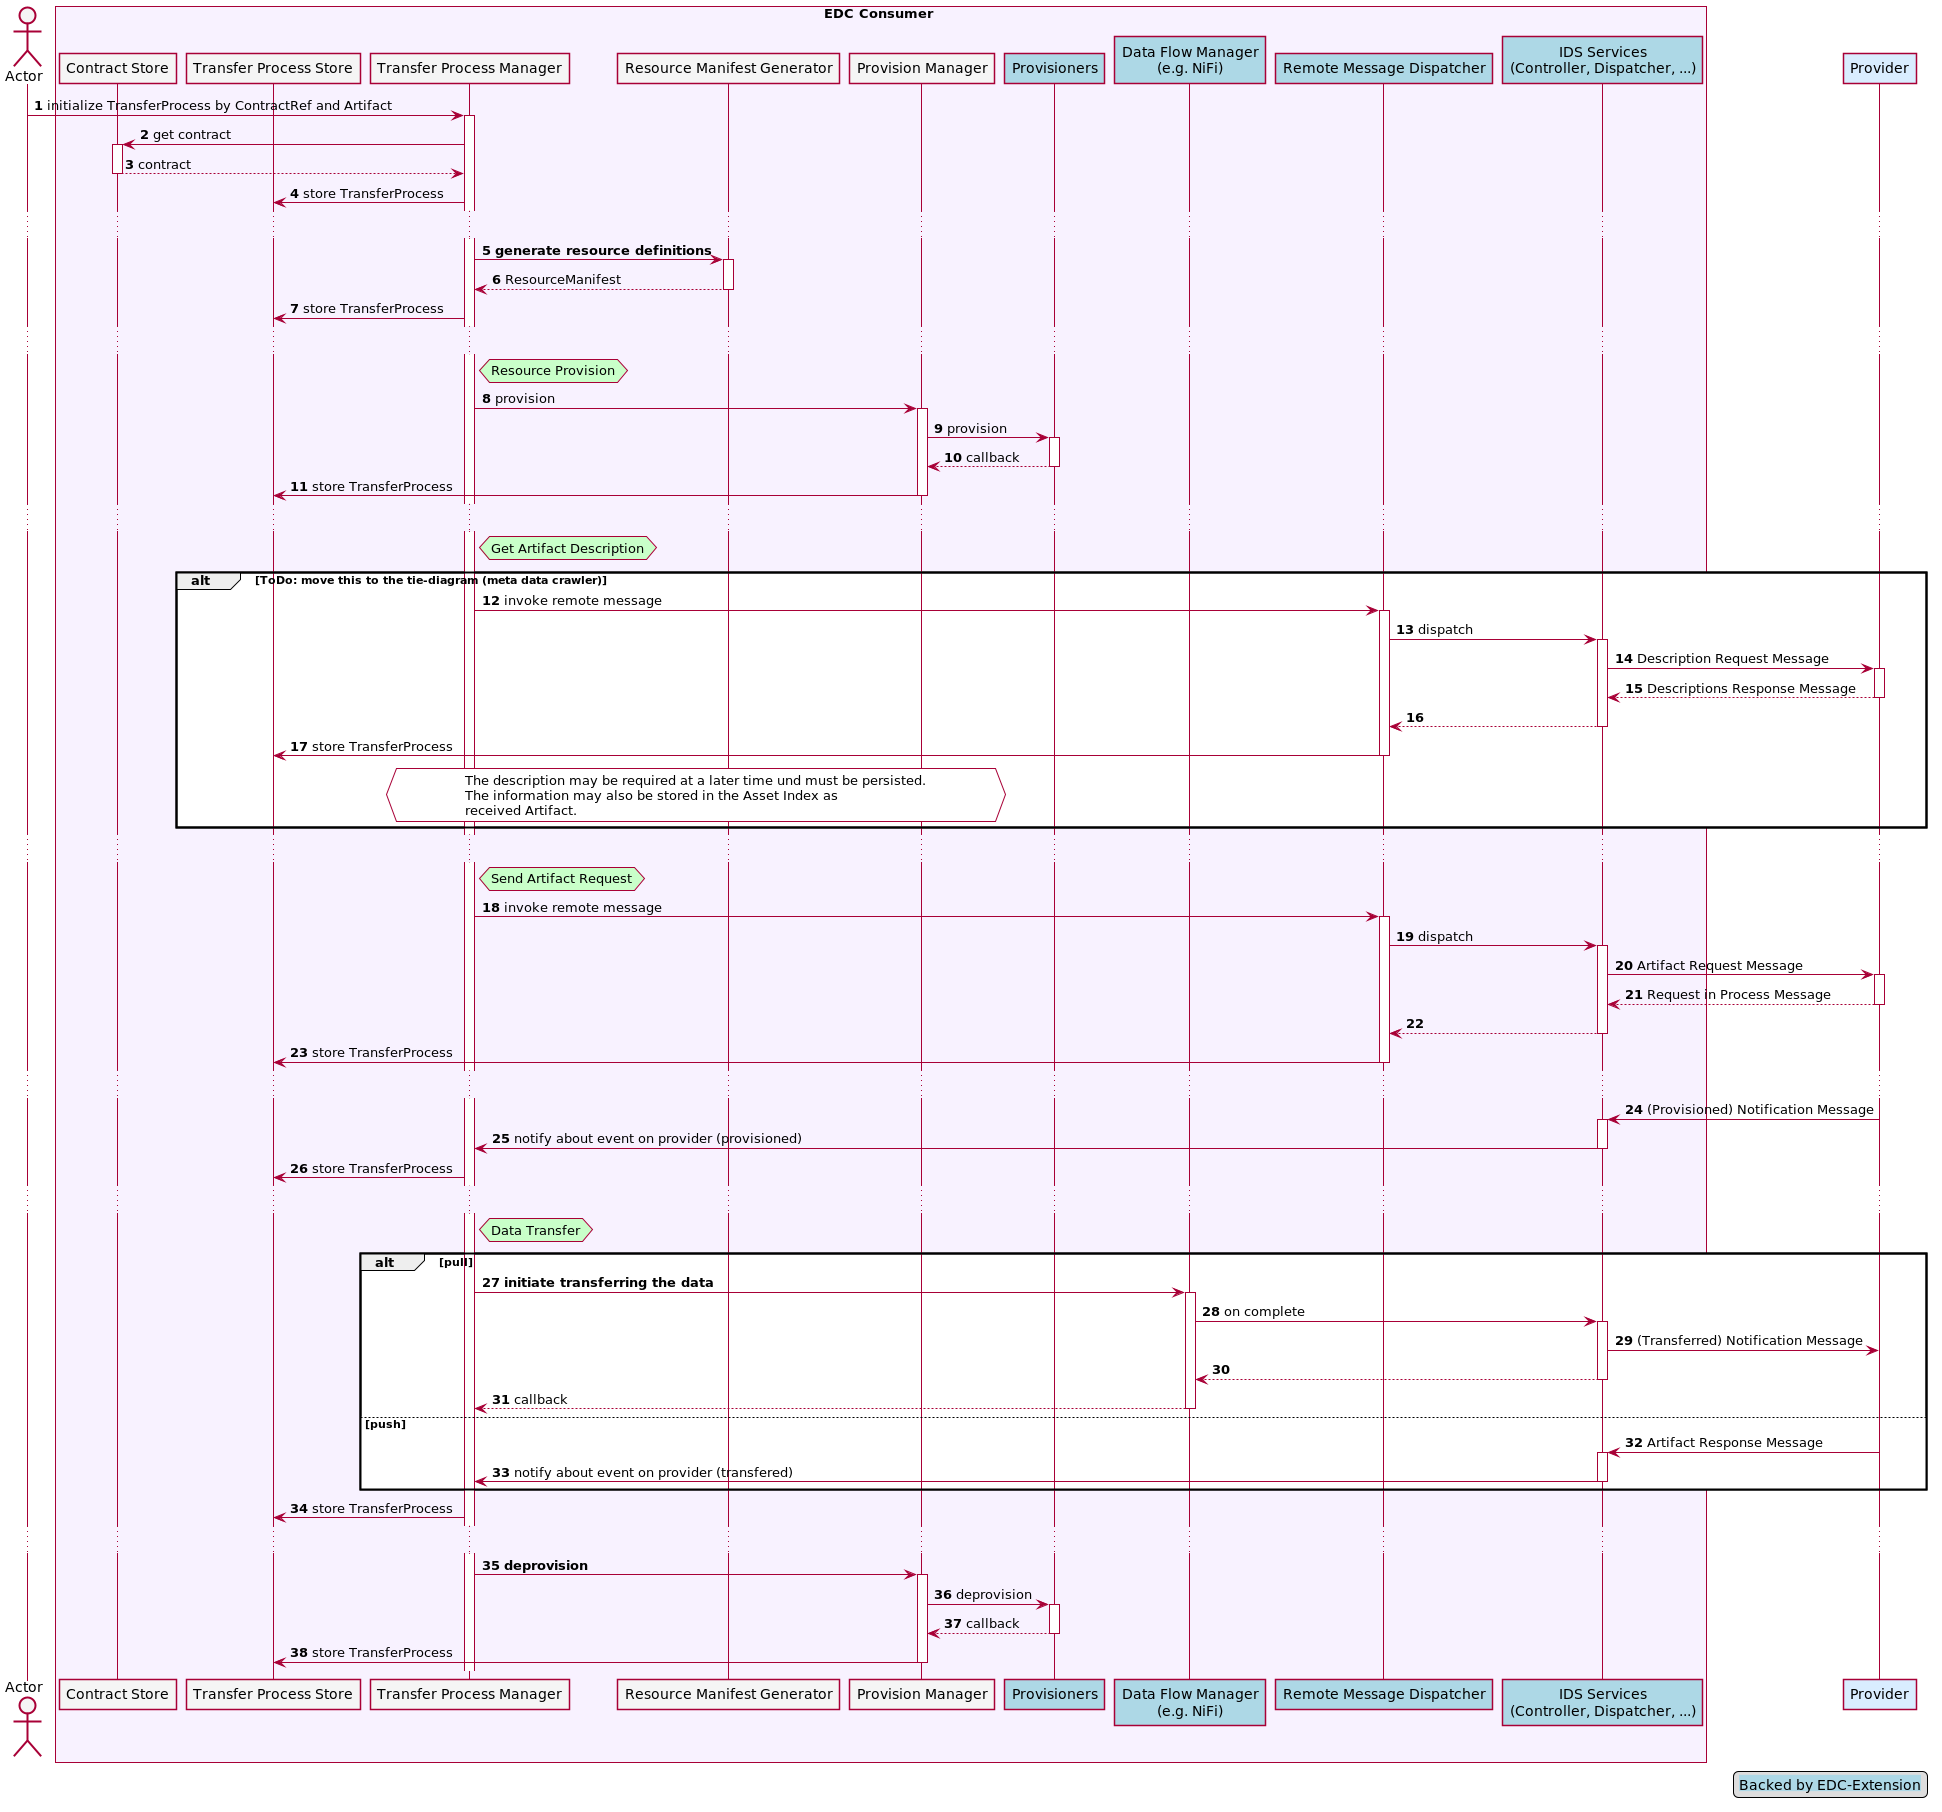 EDC Consumer
Actor
Contract Store
Transfer Process Store
Transfer Process Manager
Resource Manifest Generator
Provision Manager
Provisioners
Data Flow Manager
(e.g. NiFi)
Remote Message Dispatcher
IDS Services
(Controller, Dispatcher, ...)
Provider
1 initialize TransferProcess by ContractRef and Artifact
2 get contract
3 contract
4 store TransferProcess
5 generate resource definitions
6 ResourceManifest
7 store TransferProcess
Resource Provision
8 provision
9 provision
10 callback
11 store TransferProcess
Get Artifact Description
alt [ToDo: move this to the tie-diagram (meta data crawler)]
12 invoke remote message
13 dispatch
14 Description Request Message
15 Descriptions Response Message
16
17 store TransferProcess
The description may be required at a later time und must be persisted.
The information may also be stored in the Asset Index as
received Artifact.
Send Artifact Request
18 invoke remote message
19 dispatch
20 Artifact Request Message
21 Request in Process Message
22
23 store TransferProcess
24 (Provisioned) Notification Message
25 notify about event on provider (provisioned)
26 store TransferProcess
Data Transfer
alt [pull]
27 initiate transferring the data
28 on complete
29 (Transferred) Notification Message
30
31 callback
[push]
32 Artifact Response Message
33 notify about event on provider (transfered)
34 store TransferProcess
35 deprovision
36 deprovision
37 callback
38 store TransferProcess
Actor
Contract Store
Transfer Process Store
Transfer Process Manager
Resource Manifest Generator
Provision Manager
Provisioners
Data Flow Manager
(e.g. NiFi)
Remote Message Dispatcher
IDS Services
(Controller, Dispatcher, ...)
Provider
Backed by EDC-Extension